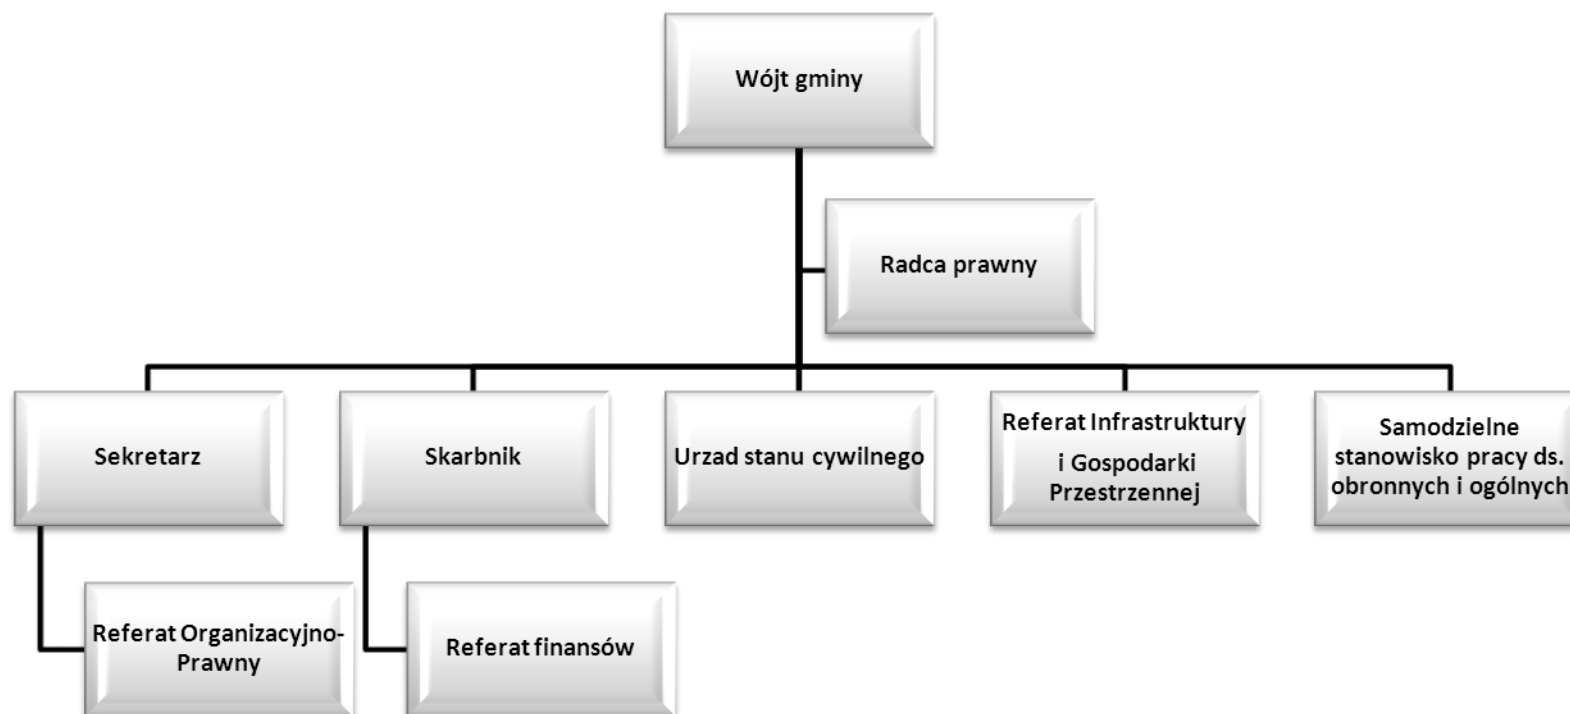 Wójt gminy
Radca prawny
Sekretarz
Skarbnik
Urzad stanu cywilnego
Referat Infrastruktury
i Gospodarki
Przestrzennej
Samodzielne
stanowisko pracy ds.
obronnych i ogólnych
Referat Organizacyjno-
Prawny
Referat finansów